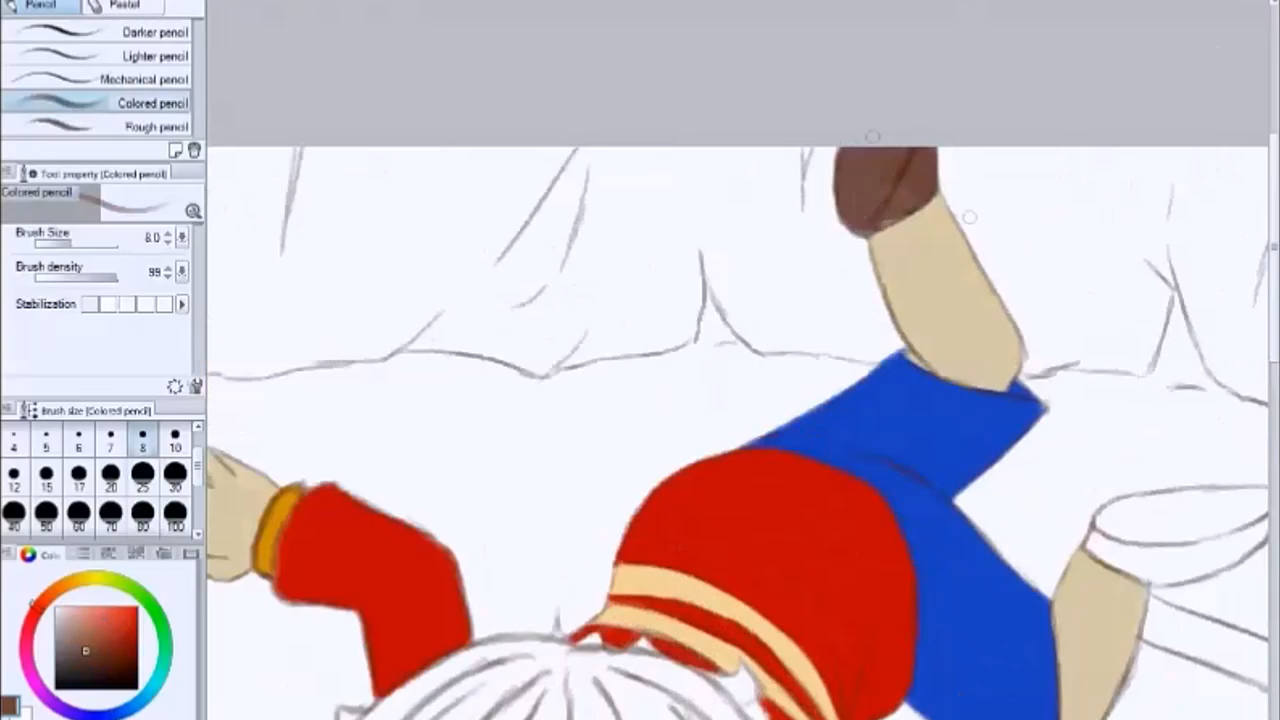 Pencil Pastel
Darker pencil
Lighter pencil
Mechanical pencil
Colored pencil
Rough pencil
Tool property (Colored pencil)
Colored pencil
Brush Size 8.0
Brush density 99
Stabilization
Brush size (Colored pencil)
4 5 6 7 8 10
12 15 17 20 25 30
40 50 60 70 80 100